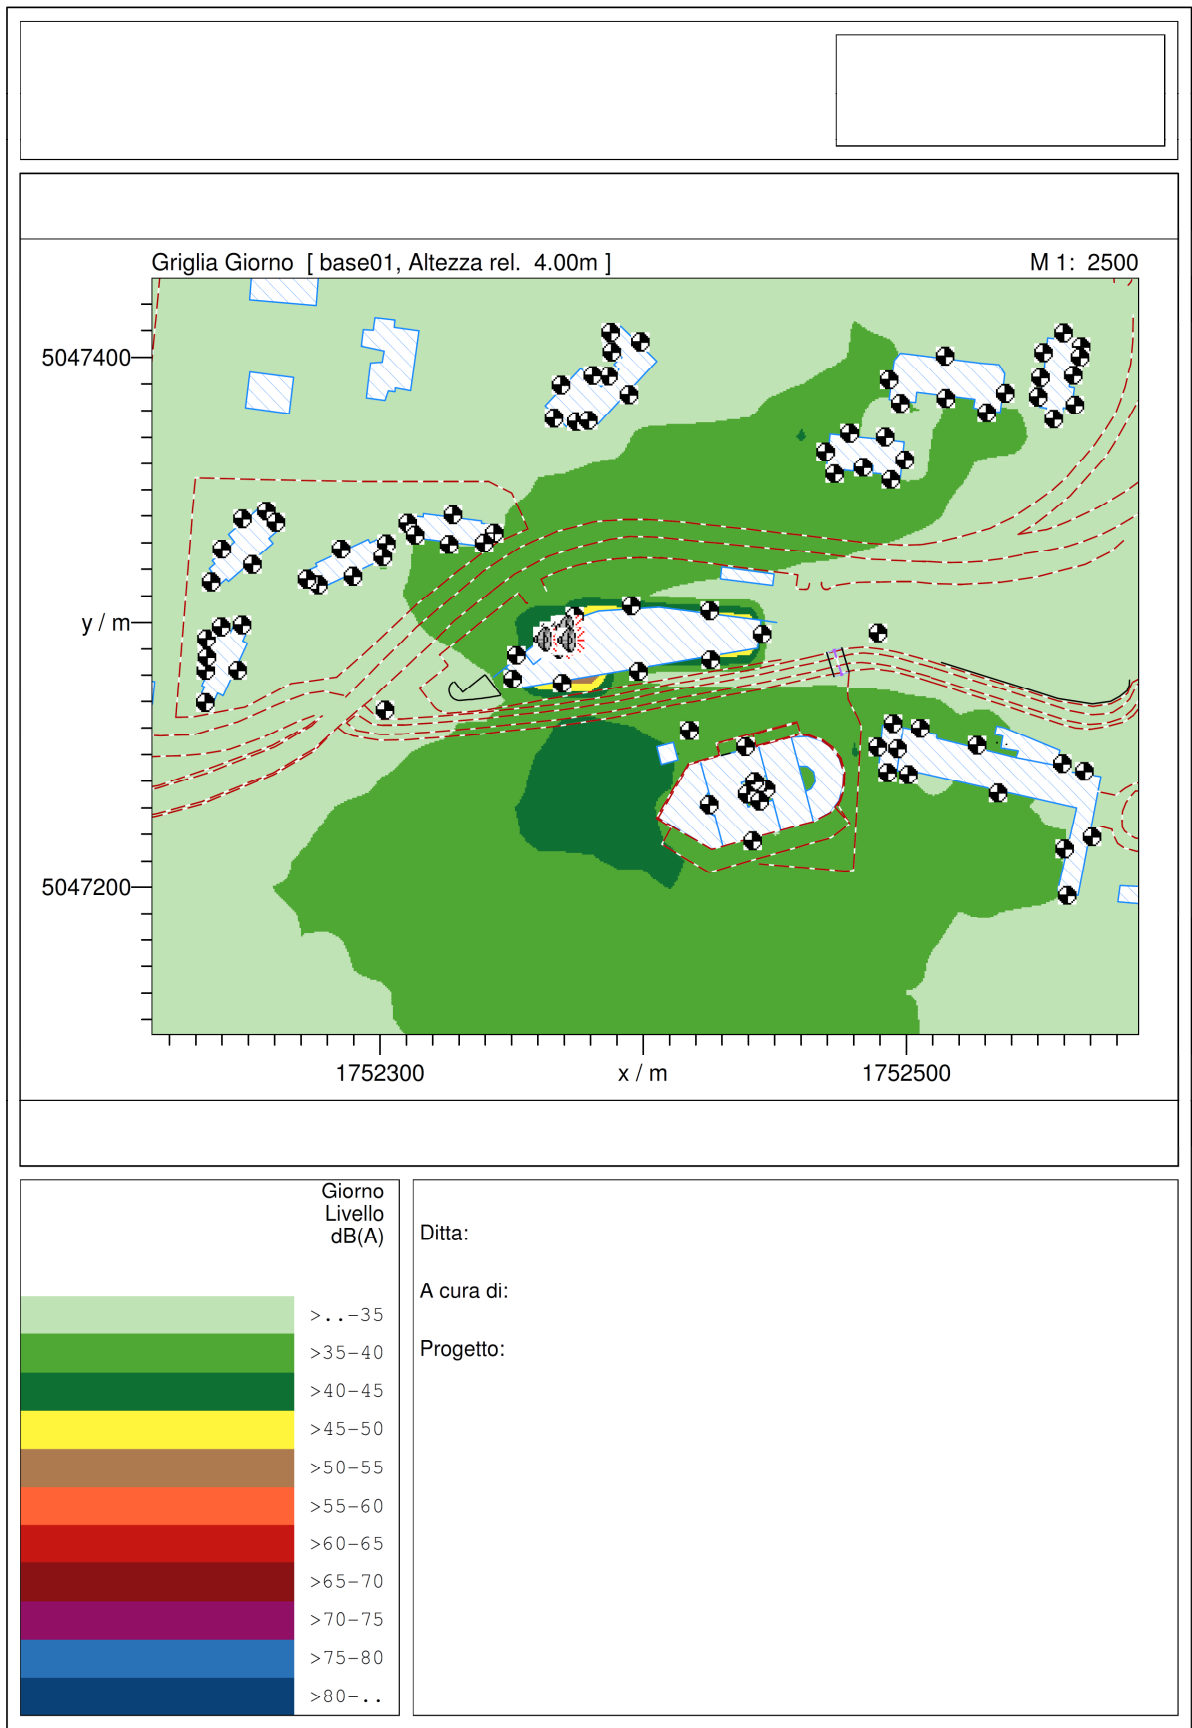 Griglia Giorno [ base01, Altezza rel. 4.00m ]
M 1: 2500
5047400
y / m
5047200
1752300
x / m
1752500
Giorno
Livello
dB(A)
>..-35
>35-40
>40-45
>45-50
>50-55
>55-60
>60-65
>65-70
>70-75
>75-80
>80-..
Ditta:
A cura di:
Progetto: